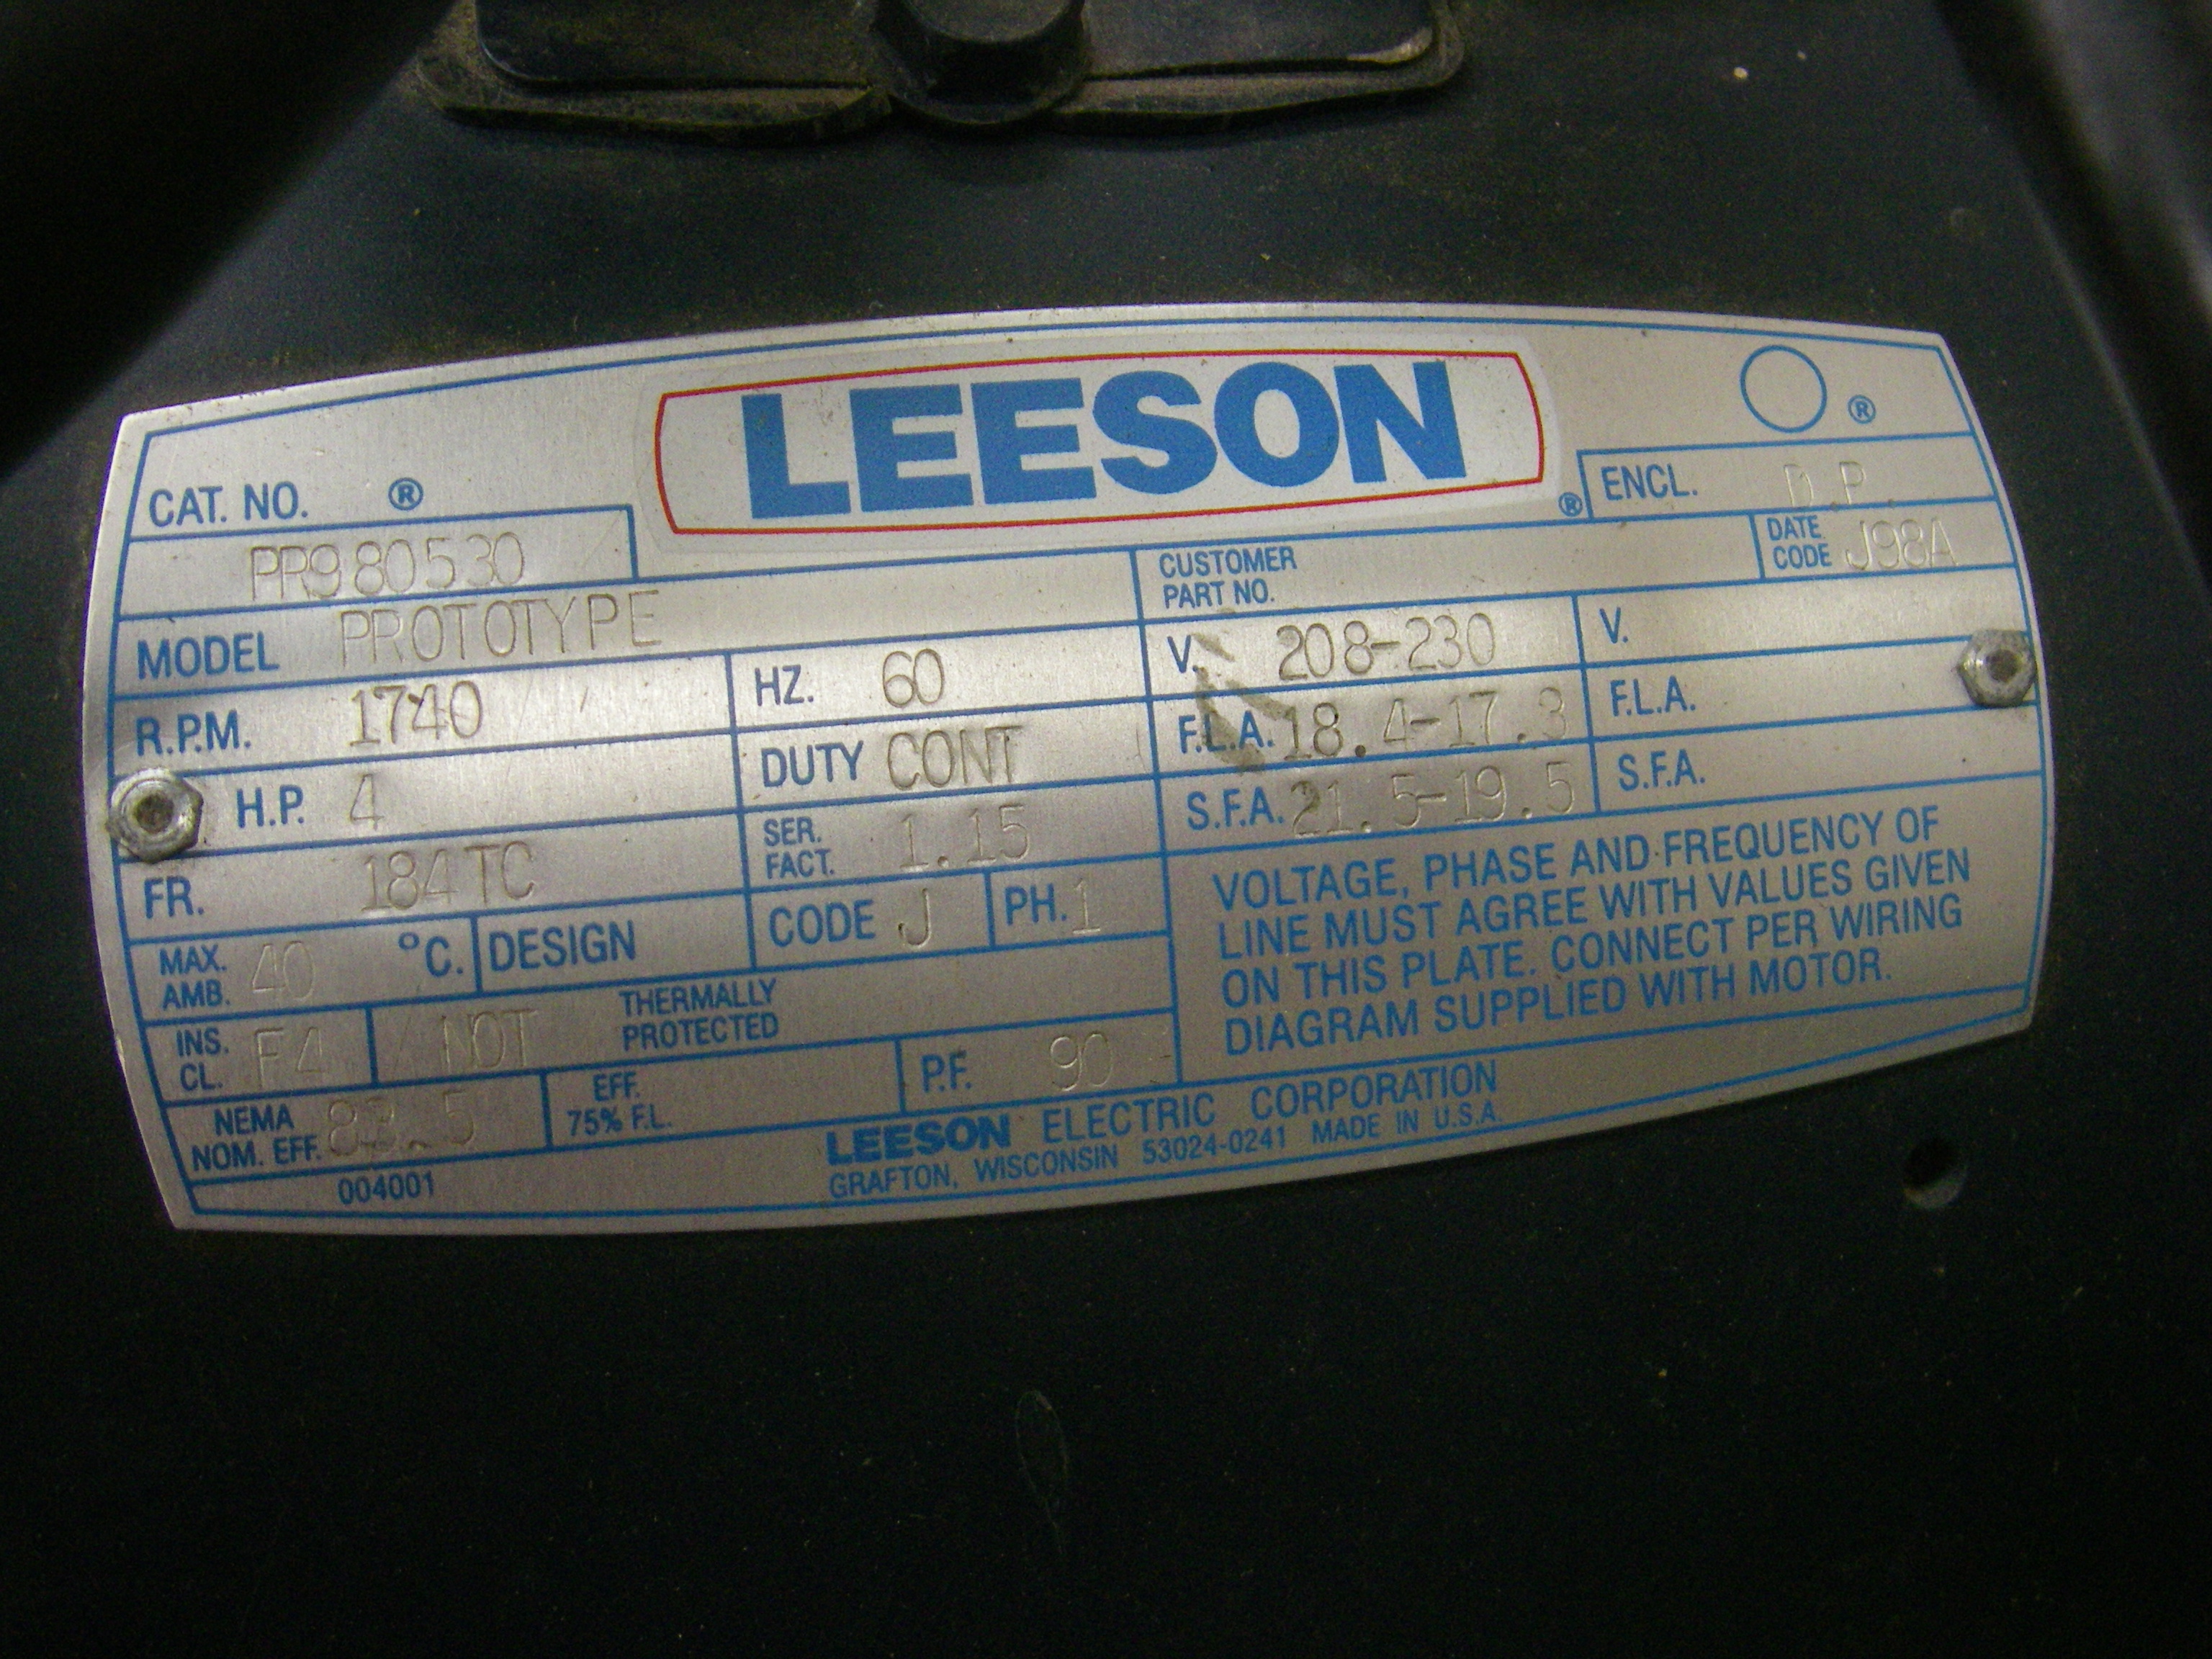 LEESON ®
®
CAT. NO. ®
PR980530
ENCL. D.P.
MODEL PROTOTYPE
CUSTOMER
PART NO.
DATE
CODE J98A
R.P.M. 1740
HZ. 60
V. 208-230
V.
H.P. 4
DUTY CONT
F.L.A. 18.4-17.3
F.L.A.
FR. 184TC
SER.
FACT. 1.15
S.F.A. 21.5-19.5
S.F.A.
MAX.
AMB. 40 °C.
DESIGN
CODE J
PH. 1
INS.
CL. F4
NOT THERMALLY
PROTECTED
NEMA
NOM. EFF. 82.5
EFF.
75% F.L.
P.F. 90
VOLTAGE, PHASE AND FREQUENCY OF
LINE MUST AGREE WITH VALUES GIVEN
ON THIS PLATE. CONNECT PER WIRING
DIAGRAM SUPPLIED WITH MOTOR.
004001
LEESON ELECTRIC CORPORATION
GRAFTON, WISCONSIN 53024-0241 MADE IN U.S.A.